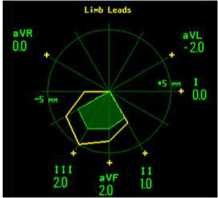 Limb Leads
aVR
0.0
aVL
-2.0
I
0.0
+5 mm
-5 mm
III
2.0
aVF
2.0
II
1.0